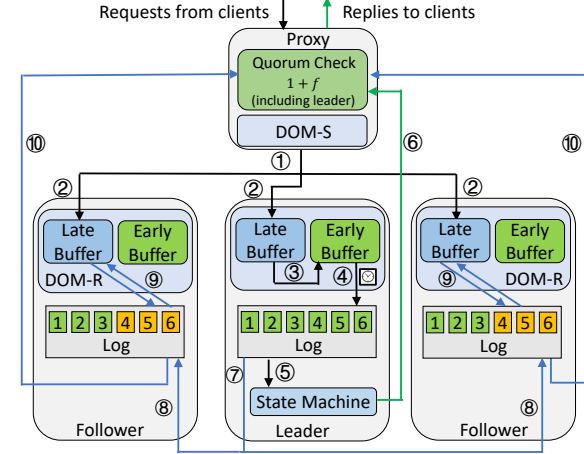 Requests from clients
Replies to clients
Proxy
Quorum Check
1 + f
(including leader)
DOM-S
①
⑥
⑩
⑩
②
②
②
Late Buffer
Early Buffer
DOM-R
⑨
Late Buffer
Early Buffer
③
④
Late Buffer
Early Buffer
DOM-R
⑨
1 2 3 4 5 6
Log
1 2 3 4 5 6
Log
1 2 3 4 5 6
Log
⑦
⑤
⑧
⑧
State Machine
Follower
Leader
Follower